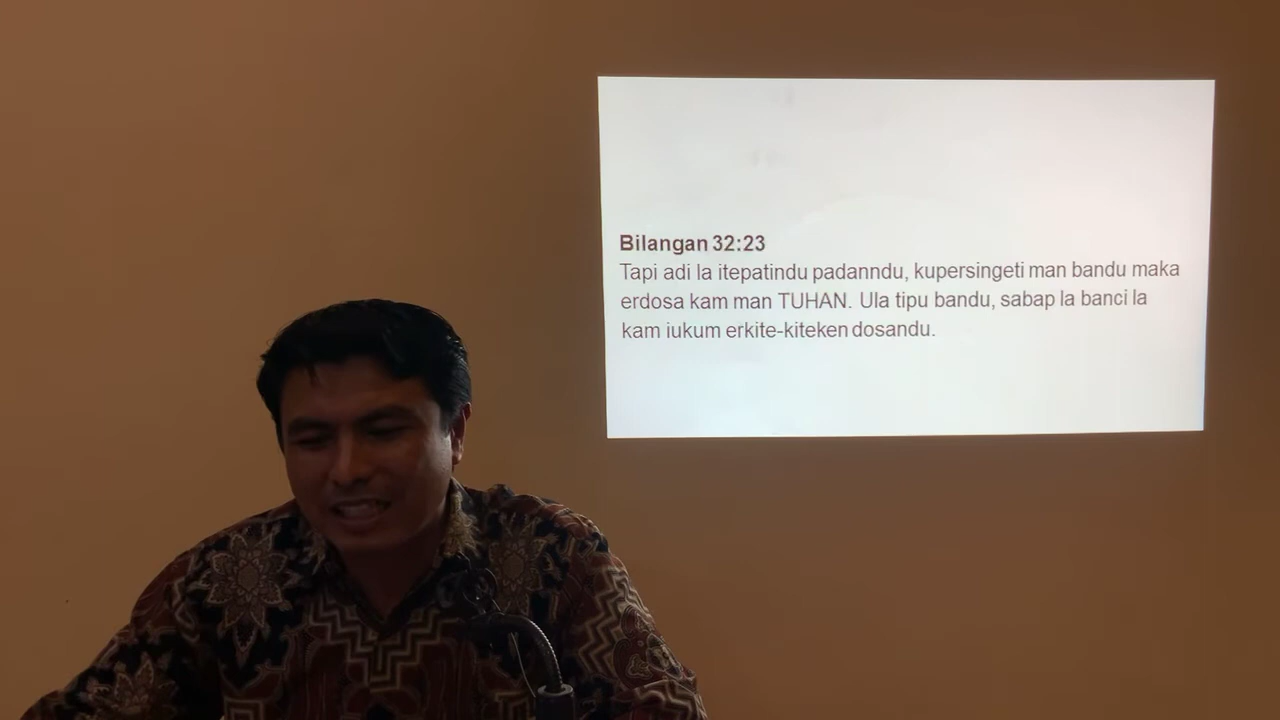 Bilangan 32:23
Tapi adi la itepatindu padanndu, kupersingeti man bandu maka
erdosa kam man TUHAN. Ula tipu bandu, sabap la banci la
kam iukum erkite-kiteken dosandu.